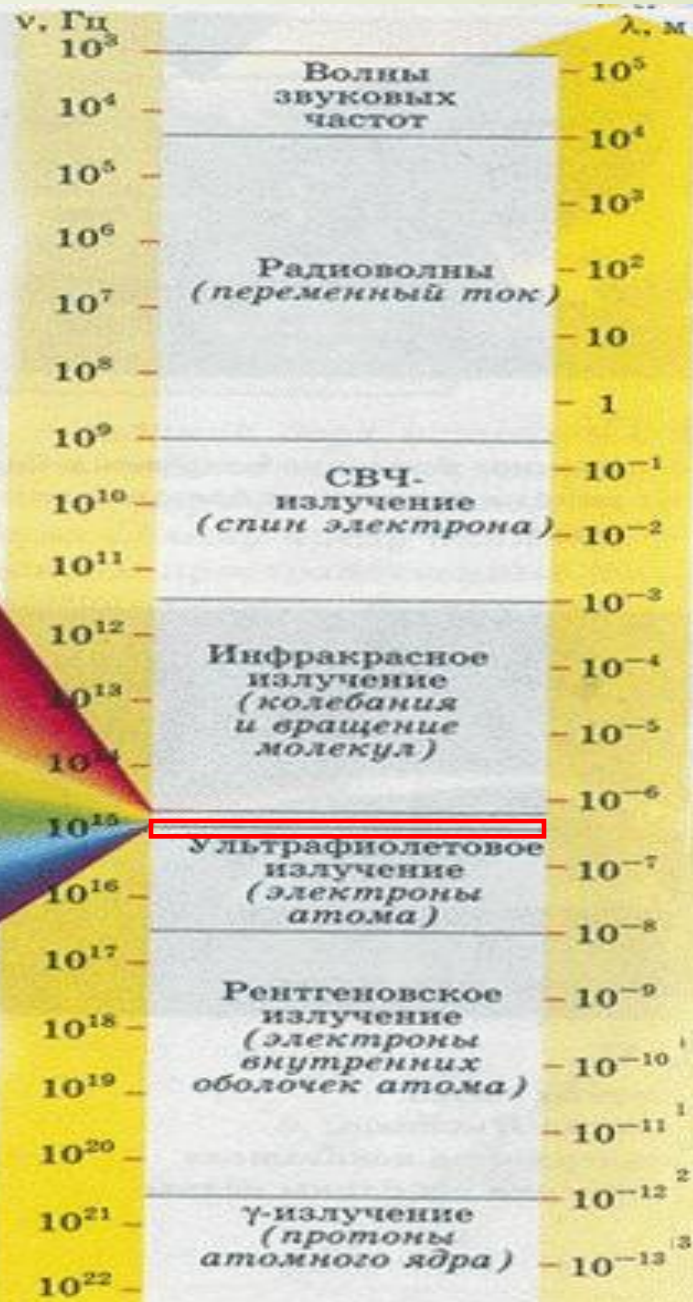 ν, Гц
10³
10⁴
10⁵
10⁶
10⁷
10⁸
10⁹
10¹⁰
10¹¹
10¹²
10¹³
10¹⁴
10¹⁵
10¹⁶
10¹⁷
10¹⁸
10¹⁹
10²⁰
10²¹
10²²
Волны
звуковых
частот
Радиоволны
(переменный ток)
СВЧ-
излучение
(спин электрона)
Инфракрасное
излучение
(колебания
и вращение
молекул)
Ультрафиолетовое
излучение
(электроны
атома)
Рентгеновское
излучение
(электроны
внутренних
оболочек атома)
γ-излучение
(протоны
атомного ядра)
λ, м
10⁵
10⁴
10³
10²
10
1
10⁻¹
10⁻²
10⁻³
10⁻⁴
10⁻⁵
10⁻⁶
10⁻⁷
10⁻⁸
10⁻⁹
10⁻¹⁰
10⁻¹¹
10⁻¹²
10⁻¹³
1
2
3